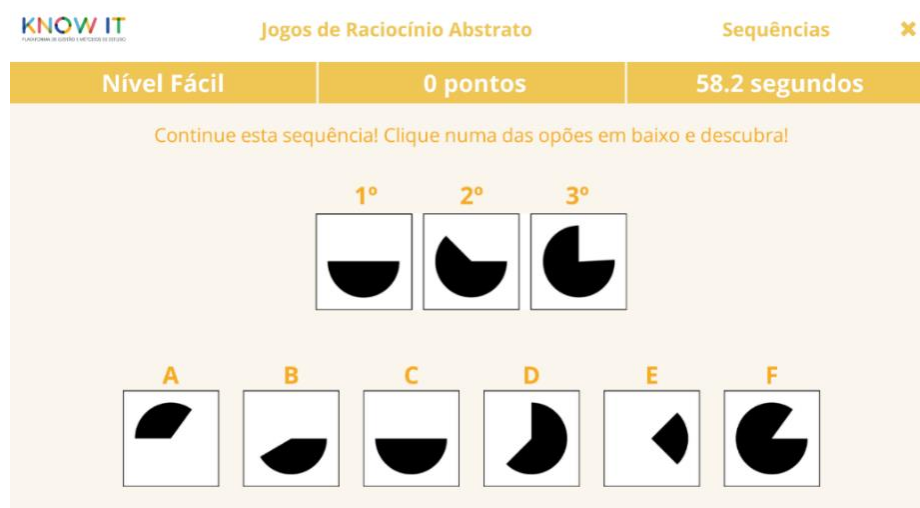 KNOW IT
Jogos de Raciocínio Abstrato
Sequências
Nível Fácil
0 pontos
58.2 segundos
Continue esta sequência! Clique numa das opões em baixo e descubra!
1º 2º 3º
A B C D E F